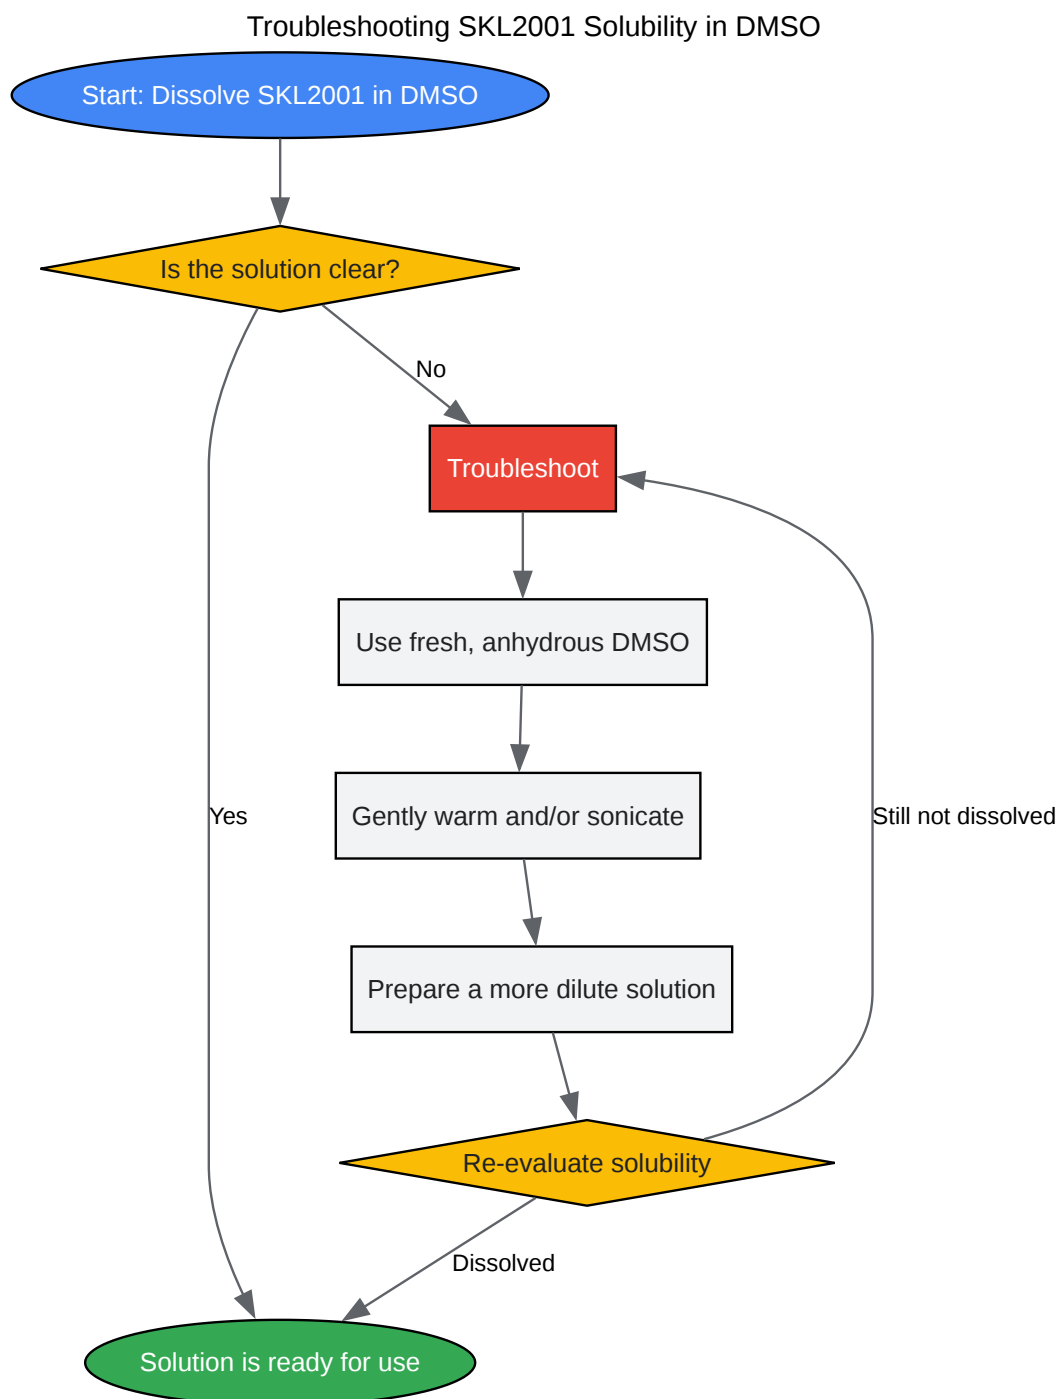 Troubleshooting SKL2001 Solubility in DMSO
Start: Dissolve SKL2001 in DMSO
Is the solution clear?
No
Troubleshoot
Use fresh, anhydrous DMSO
Gently warm and/or sonicate
Yes
Still not dissolved
Prepare a more dilute solution
Re-evaluate solubility
Dissolved
Solution is ready for use